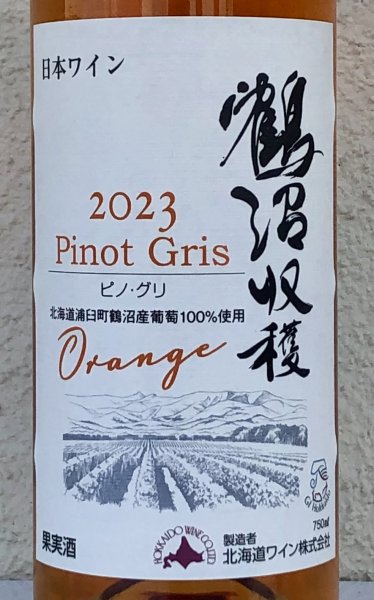 日本ワイン
鶴沼収穫
2023
Pinot Gris
ピノ・グリ
北海道浦臼町鶴沼産葡萄100%使用
Orange
GI Hokkaido
750ml
果実酒
HOKKAIDO WINE CO.,LTD.
製造者
北海道ワイン株式会社